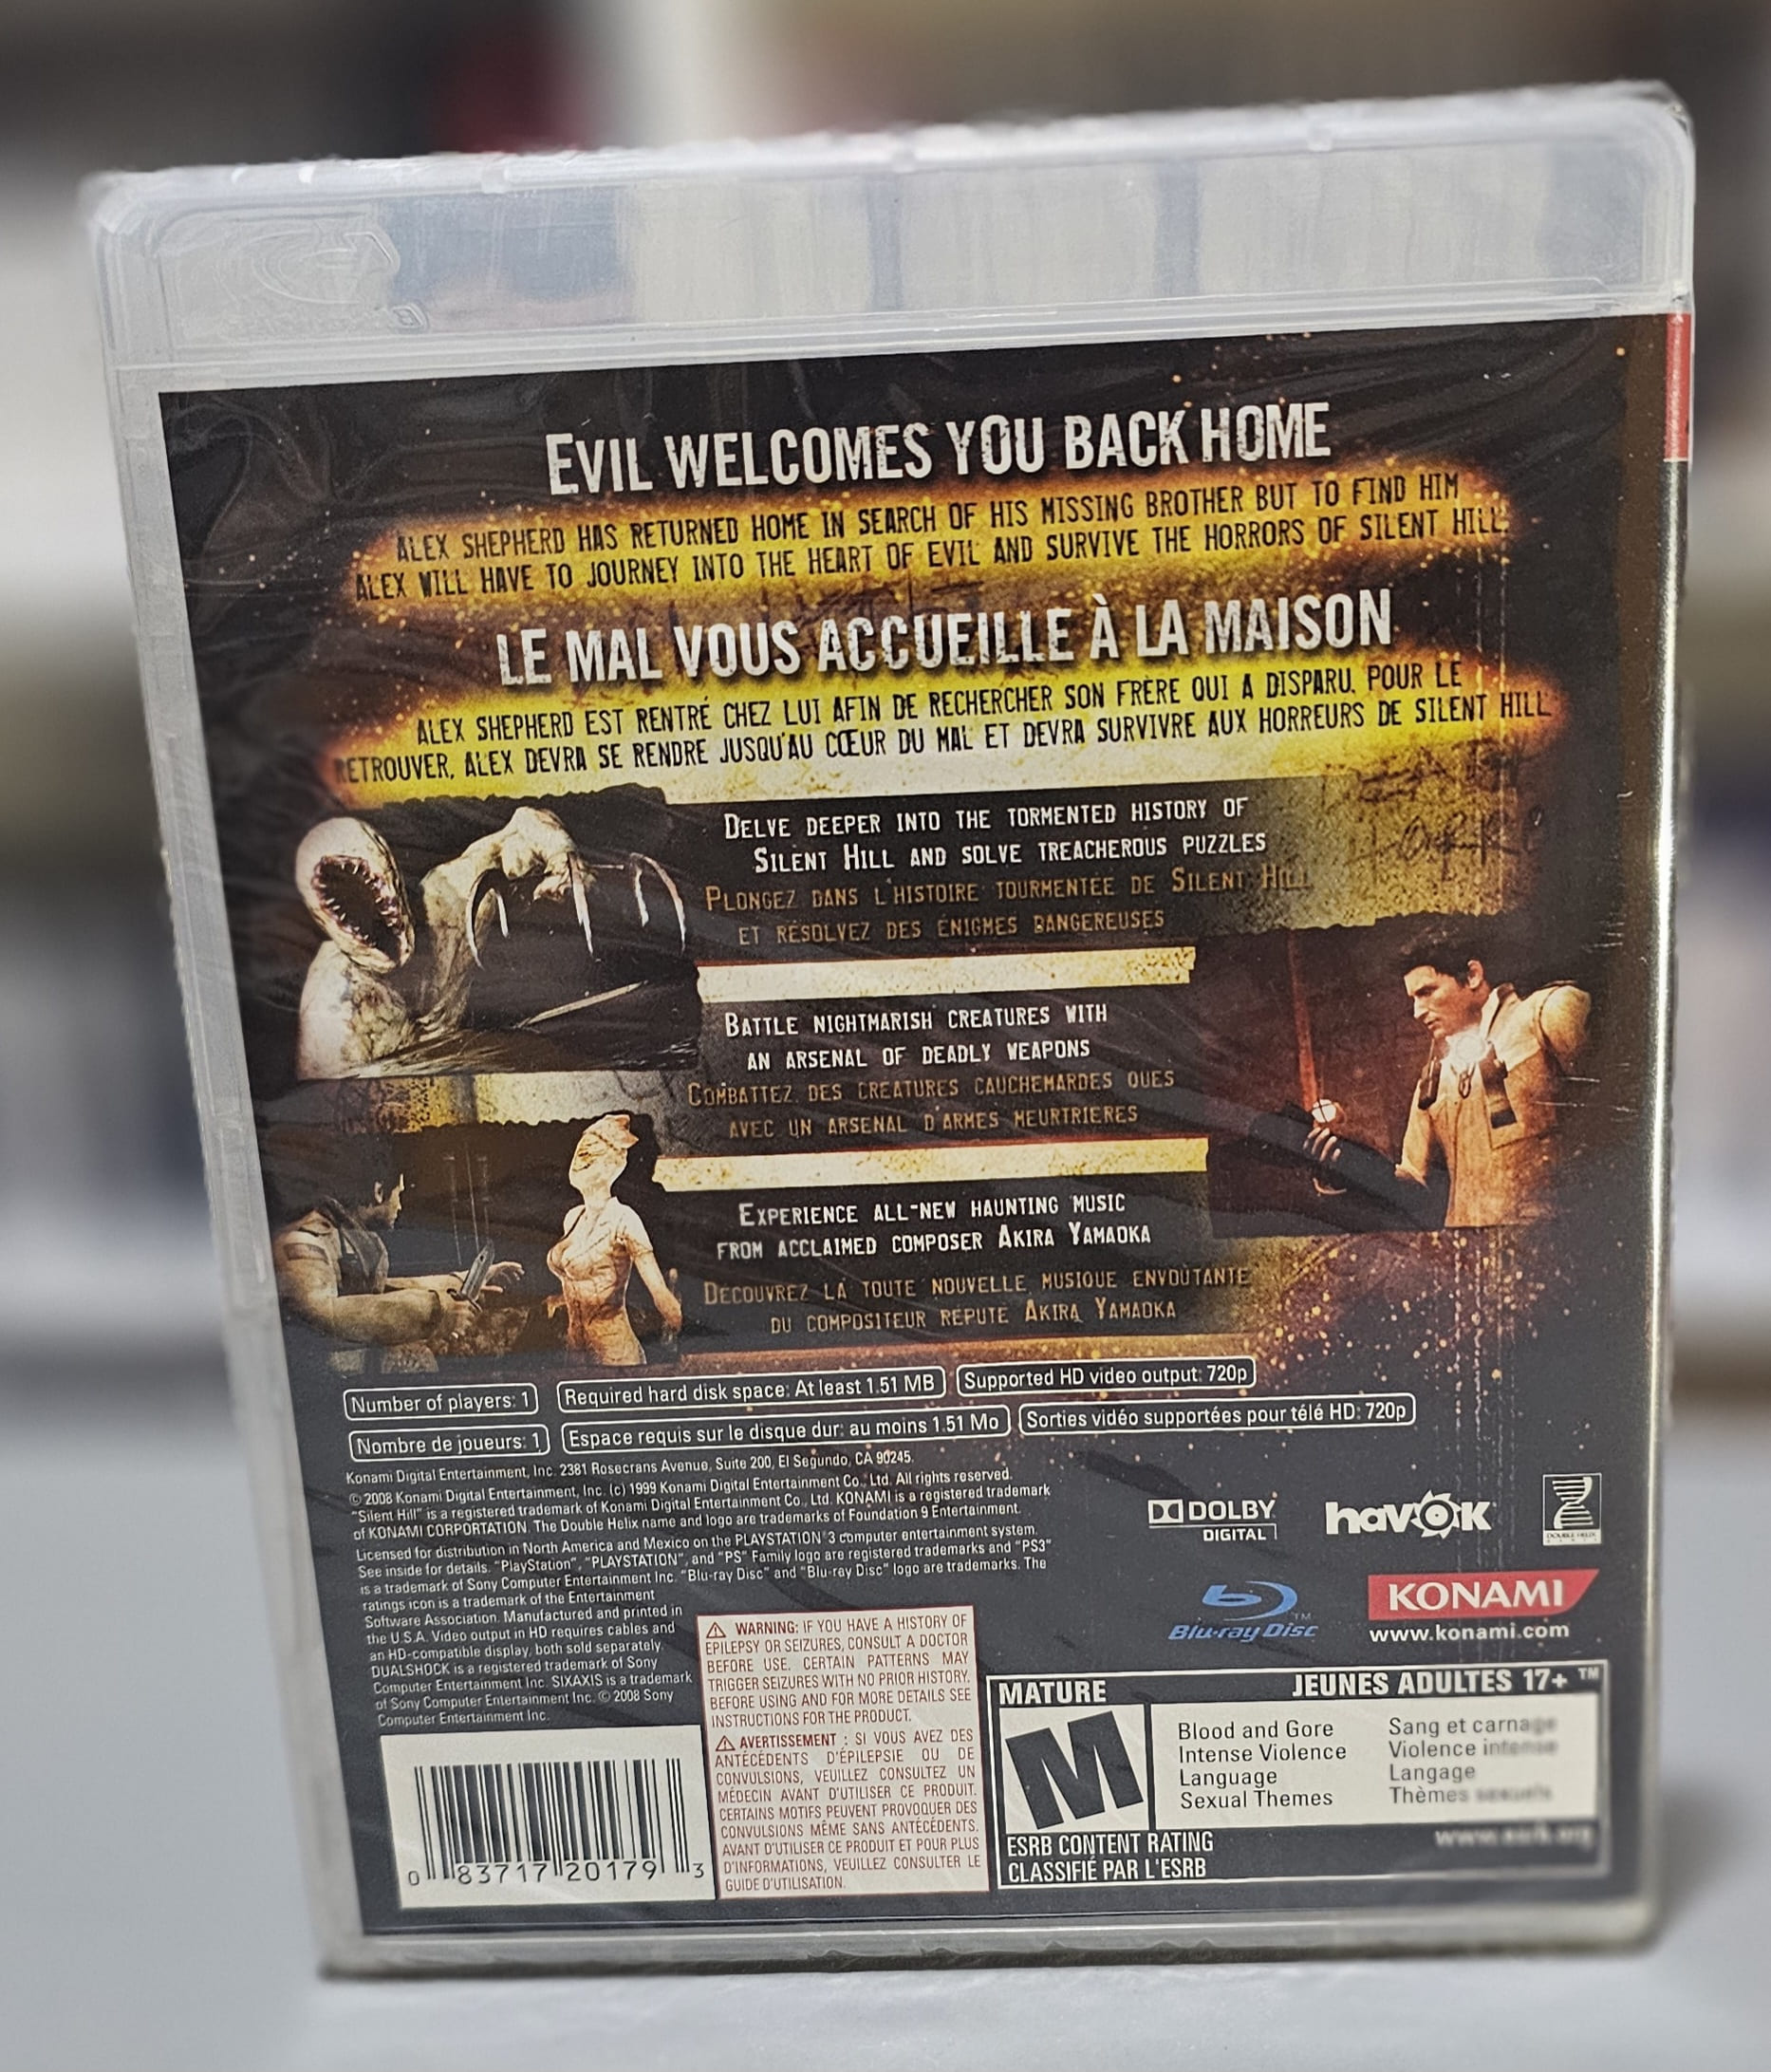 EVIL WELCOMES YOU BACK HOME
ALEX SHEPHERD HAS RETURNED HOME IN SEARCH OF HIS MISSING BROTHER BUT TO FIND HIM
ALEX WILL HAVE TO JOURNEY INTO THE HEART OF EVIL AND SURVIVE THE HORRORS OF SILENT HILL.
LE MAL VOUS ACCUEILLE À LA MAISON
ALEX SHEPHERD EST RENTRÉ CHEZ LUI AFIN DE RECHERCHER SON FRÈRE QUI A DISPARU. POUR LE
RETROUVER, ALEX DEVRA SE RENDRE JUSQU'AU CŒUR DU MAL ET DEVRA SURVIVRE AUX HORREURS DE SILENT HILL
DELVE DEEPER INTO THE TORMENTED HISTORY OF
SILENT HILL AND SOLVE TREACHEROUS PUZZLES
PLONGEZ DANS L'HISTOIRE TOURMENTÉE DE SILENT HILL
ET RÉSOLVEZ DES ÉNIGMES DANGEREUSES
BATTLE NIGHTMARISH CREATURES WITH
AN ARSENAL OF DEADLY WEAPONS
COMBATTEZ DES CRÉATURES CAUCHEMARDES QUES
AVEC UN ARSENAL D'ARMES MEURTRIERES
EXPERIENCE ALL-NEW HAUNTING MUSIC
FROM ACCLAIMED COMPOSER AKIRA YAMAOKA
DÉCOUVREZ LA TOUTE NOUVELLE MUSIQUE ENVOÛTANTE
DU COMPOSITEUR RÉPUTÉ AKIRA YAMAOKA
Number of players: 1 Required hard disk space: At least 1.51 MB Supported HD video output: 720p
Nombre de joueurs: 1 Espace requis sur le disque dur: au moins 1.51 Mo Sorties vidéo supportées pour télé HD: 720p
Konami Digital Entertainment, Inc. 2381 Rosecrans Avenue, Suite 200, El Segundo, CA 90245.
© 2008 Konami Digital Entertainment, Inc. (c) 1999 Konami Digital Entertainment Co., Ltd. All rights reserved.
"Silent Hill" is a registered trademark of Konami Digital Entertainment Co., Ltd. KONAMI is a registered trademark
of KONAMI CORPORATION. The Double Helix name and logo are trademarks of Foundation 9 Entertainment.
Licensed for distribution in North America and Mexico on the PLAYSTATION®3 computer entertainment system.
See inside for details. "PlayStation", "PLAYSTATION", and "PS" Family logo are registered trademarks and "PS3"
is a trademark of Sony Computer Entertainment Inc. "Blu-ray Disc" and "Blu-ray Disc" logo are trademarks. The
ratings icon is a trademark of the Entertainment
Software Association. Manufactured and printed in
the U.S.A. Video output in HD requires cables and
an HD-compatible display, both sold separately.
DUALSHOCK is a registered trademark of Sony
Computer Entertainment Inc. SIXAXIS is a trademark
of Sony Computer Entertainment Inc. © 2008 Sony
Computer Entertainment Inc.
DOLBY
DIGITAL
havok
DOUBLE HELIX
Blu-ray Disc™
KONAMI
www.konami.com
WARNING: IF YOU HAVE A HISTORY OF
EPILEPSY OR SEIZURES, CONSULT A DOCTOR
BEFORE USE. CERTAIN PATTERNS MAY
TRIGGER SEIZURES WITH NO PRIOR HISTORY.
BEFORE USING AND FOR MORE DETAILS SEE
INSTRUCTIONS FOR THE PRODUCT.
AVERTISSEMENT : SI VOUS AVEZ DES
ANTÉCÉDENTS D'ÉPILEPSIE OU DE
CONVULSIONS, VEUILLEZ CONSULTEZ UN
MÉDECIN AVANT D'UTILISER CE PRODUIT.
CERTAINS MOTIFS PEUVENT PROVOQUER DES
CONVULSIONS MÊME SANS ANTÉCÉDENTS.
AVANT D'UTILISER CE PRODUIT ET POUR PLUS
D'INFORMATIONS, VEUILLEZ CONSULTER LE
GUIDE D'UTILISATION.
0 83717 20179 3
MATURE JEUNES ADULTES 17+ ™
M
Blood and Gore
Intense Violence
Language
Sexual Themes
Sang et carnage
Violence intense
Langage
Thèmes sexuels
ESRB CONTENT RATING
www.esrb.org
CLASSIFIÉ PAR L'ESRB